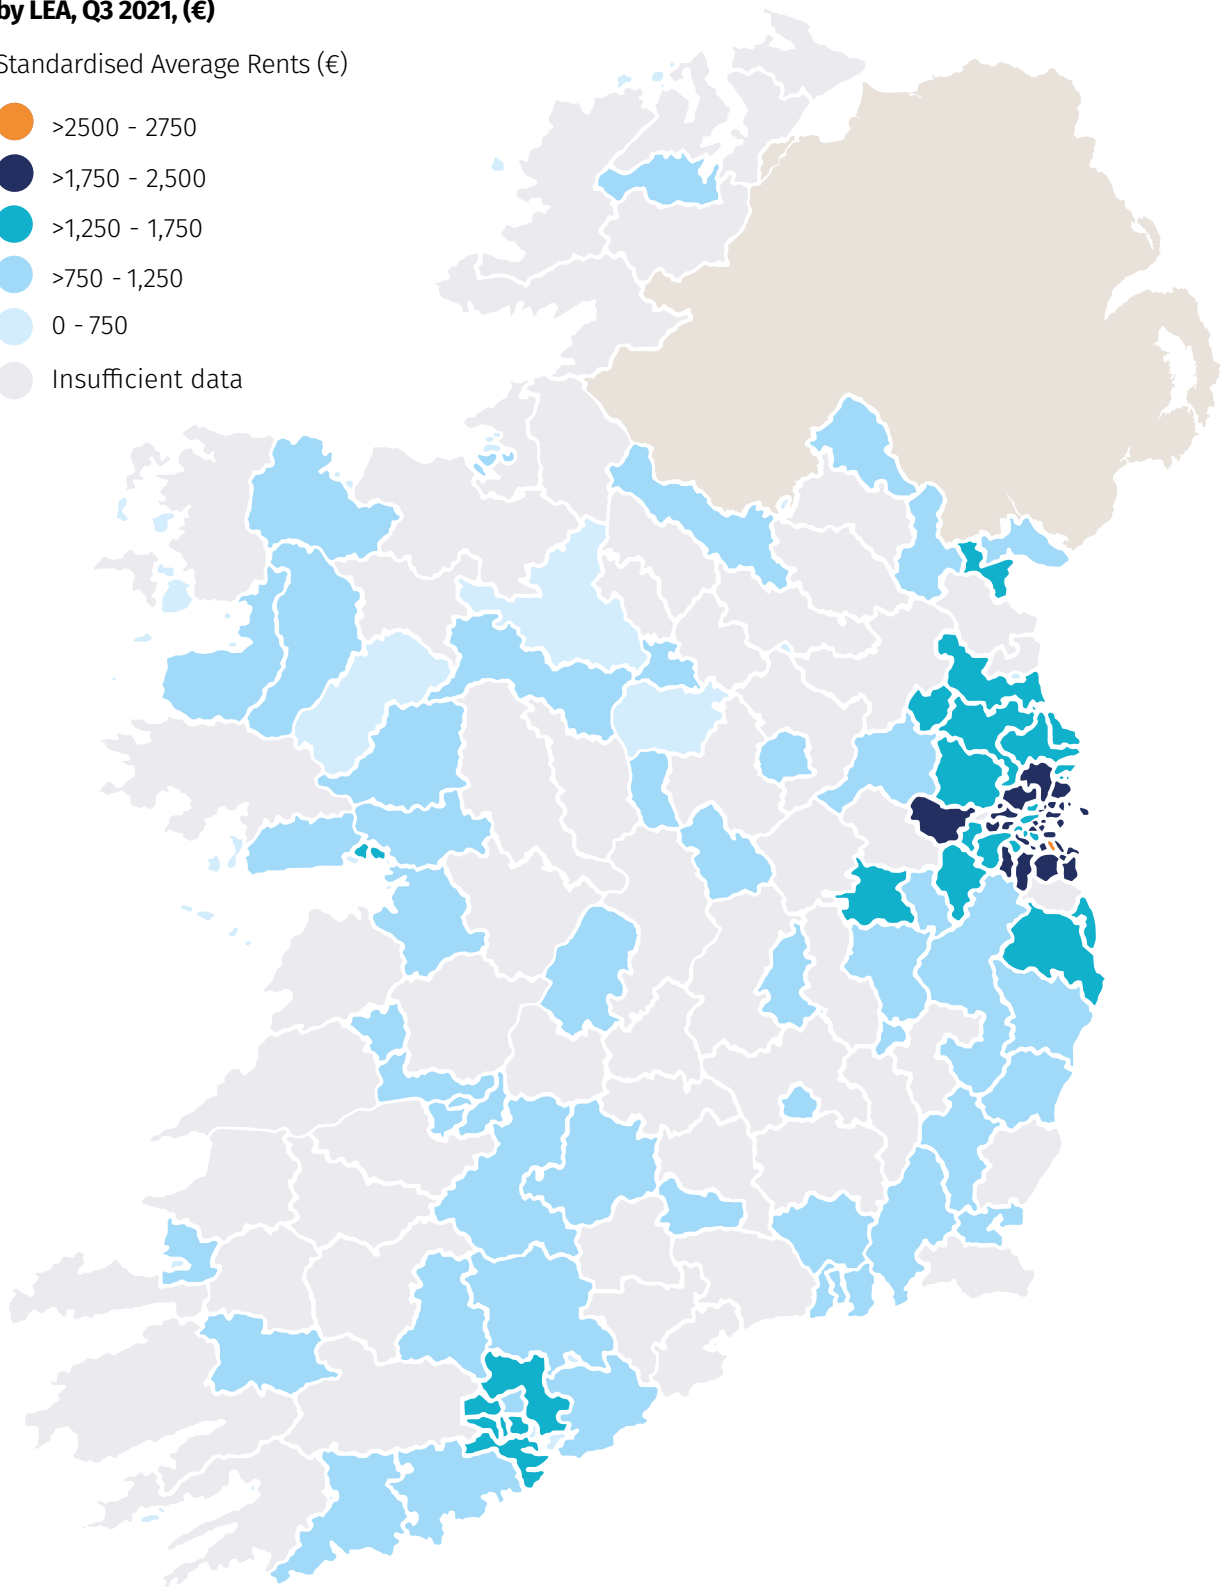 by LEA, Q3 2021, (€)
Standardised Average Rents (€)
>2500 - 2750
>1,750 - 2,500
>1,250 - 1,750
>750 - 1,250
0 - 750
Insufficient data